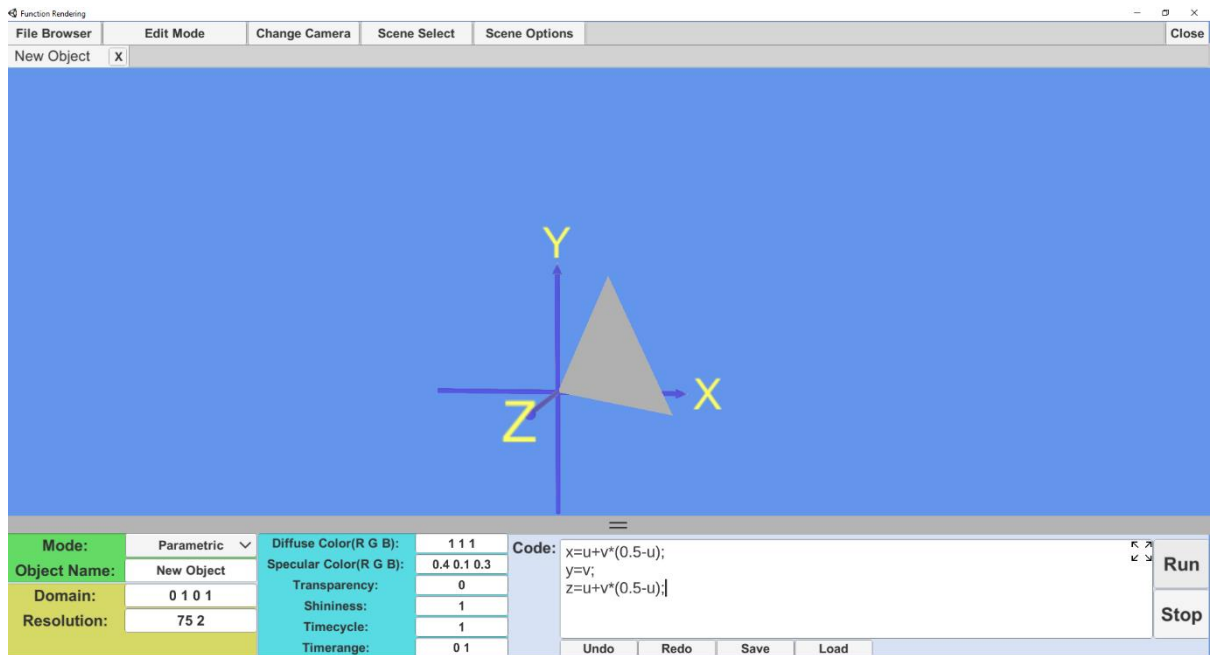 Function Rendering
File Browser Edit Mode Change Camera Scene Select Scene Options Close
New Object X
Y
X
Z
Mode: Parametric
Object Name: New Object
Domain: 0 1 0 1
Resolution: 75 2
Diffuse Color(R G B): 1 1 1
Specular Color(R G B): 0.4 0.1 0.3
Transparency: 0
Shininess: 1
Timecycle: 1
Timerange: 0 1
Code:
x=u+v*(0.5-u);
y=v;
z=u+v*(0.5-u);
Run
Stop
Undo Redo Save Load